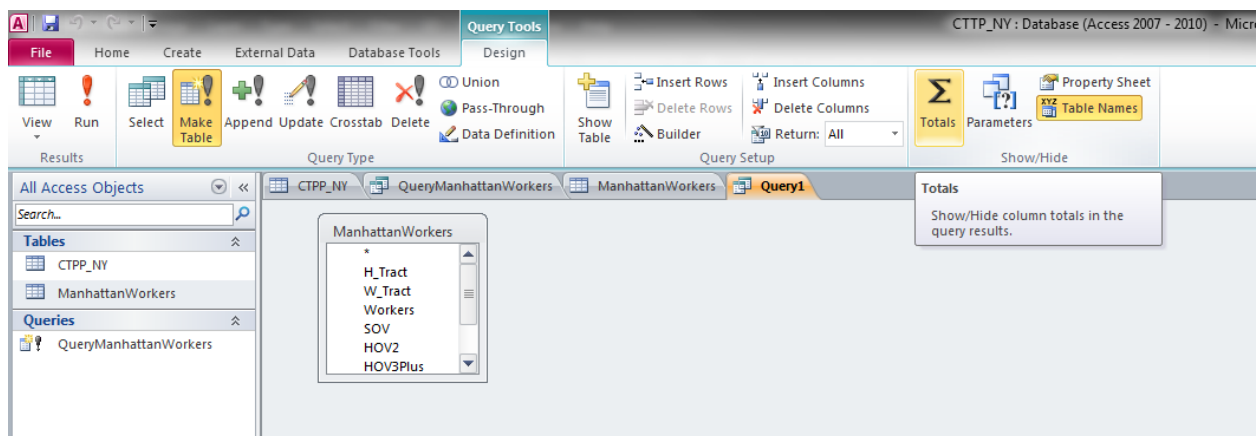 A
Query Tools
CTTP_NY : Database (Access 2007 - 2010) - Micro
File Home Create External Data Database Tools Design
View Run Select Make Table Append Update Crosstab Delete
Union
Pass-Through
Data Definition
Show Table
Insert Rows
Delete Rows
Builder
Insert Columns
Delete Columns
Return: All
Σ Totals
[?] Parameters
Property Sheet
XYZ Table Names
Results Query Type Query Setup Show/Hide
All Access Objects «
Search...
Tables
CTPP_NY
ManhattanWorkers
Queries
QueryManhattanWorkers
CTPP_NY QueryManhattanWorkers ManhattanWorkers Query1
ManhattanWorkers
*
H_Tract
W_Tract
Workers
SOV
HOV2
HOV3Plus
Totals
Show/Hide column totals in the
query results.